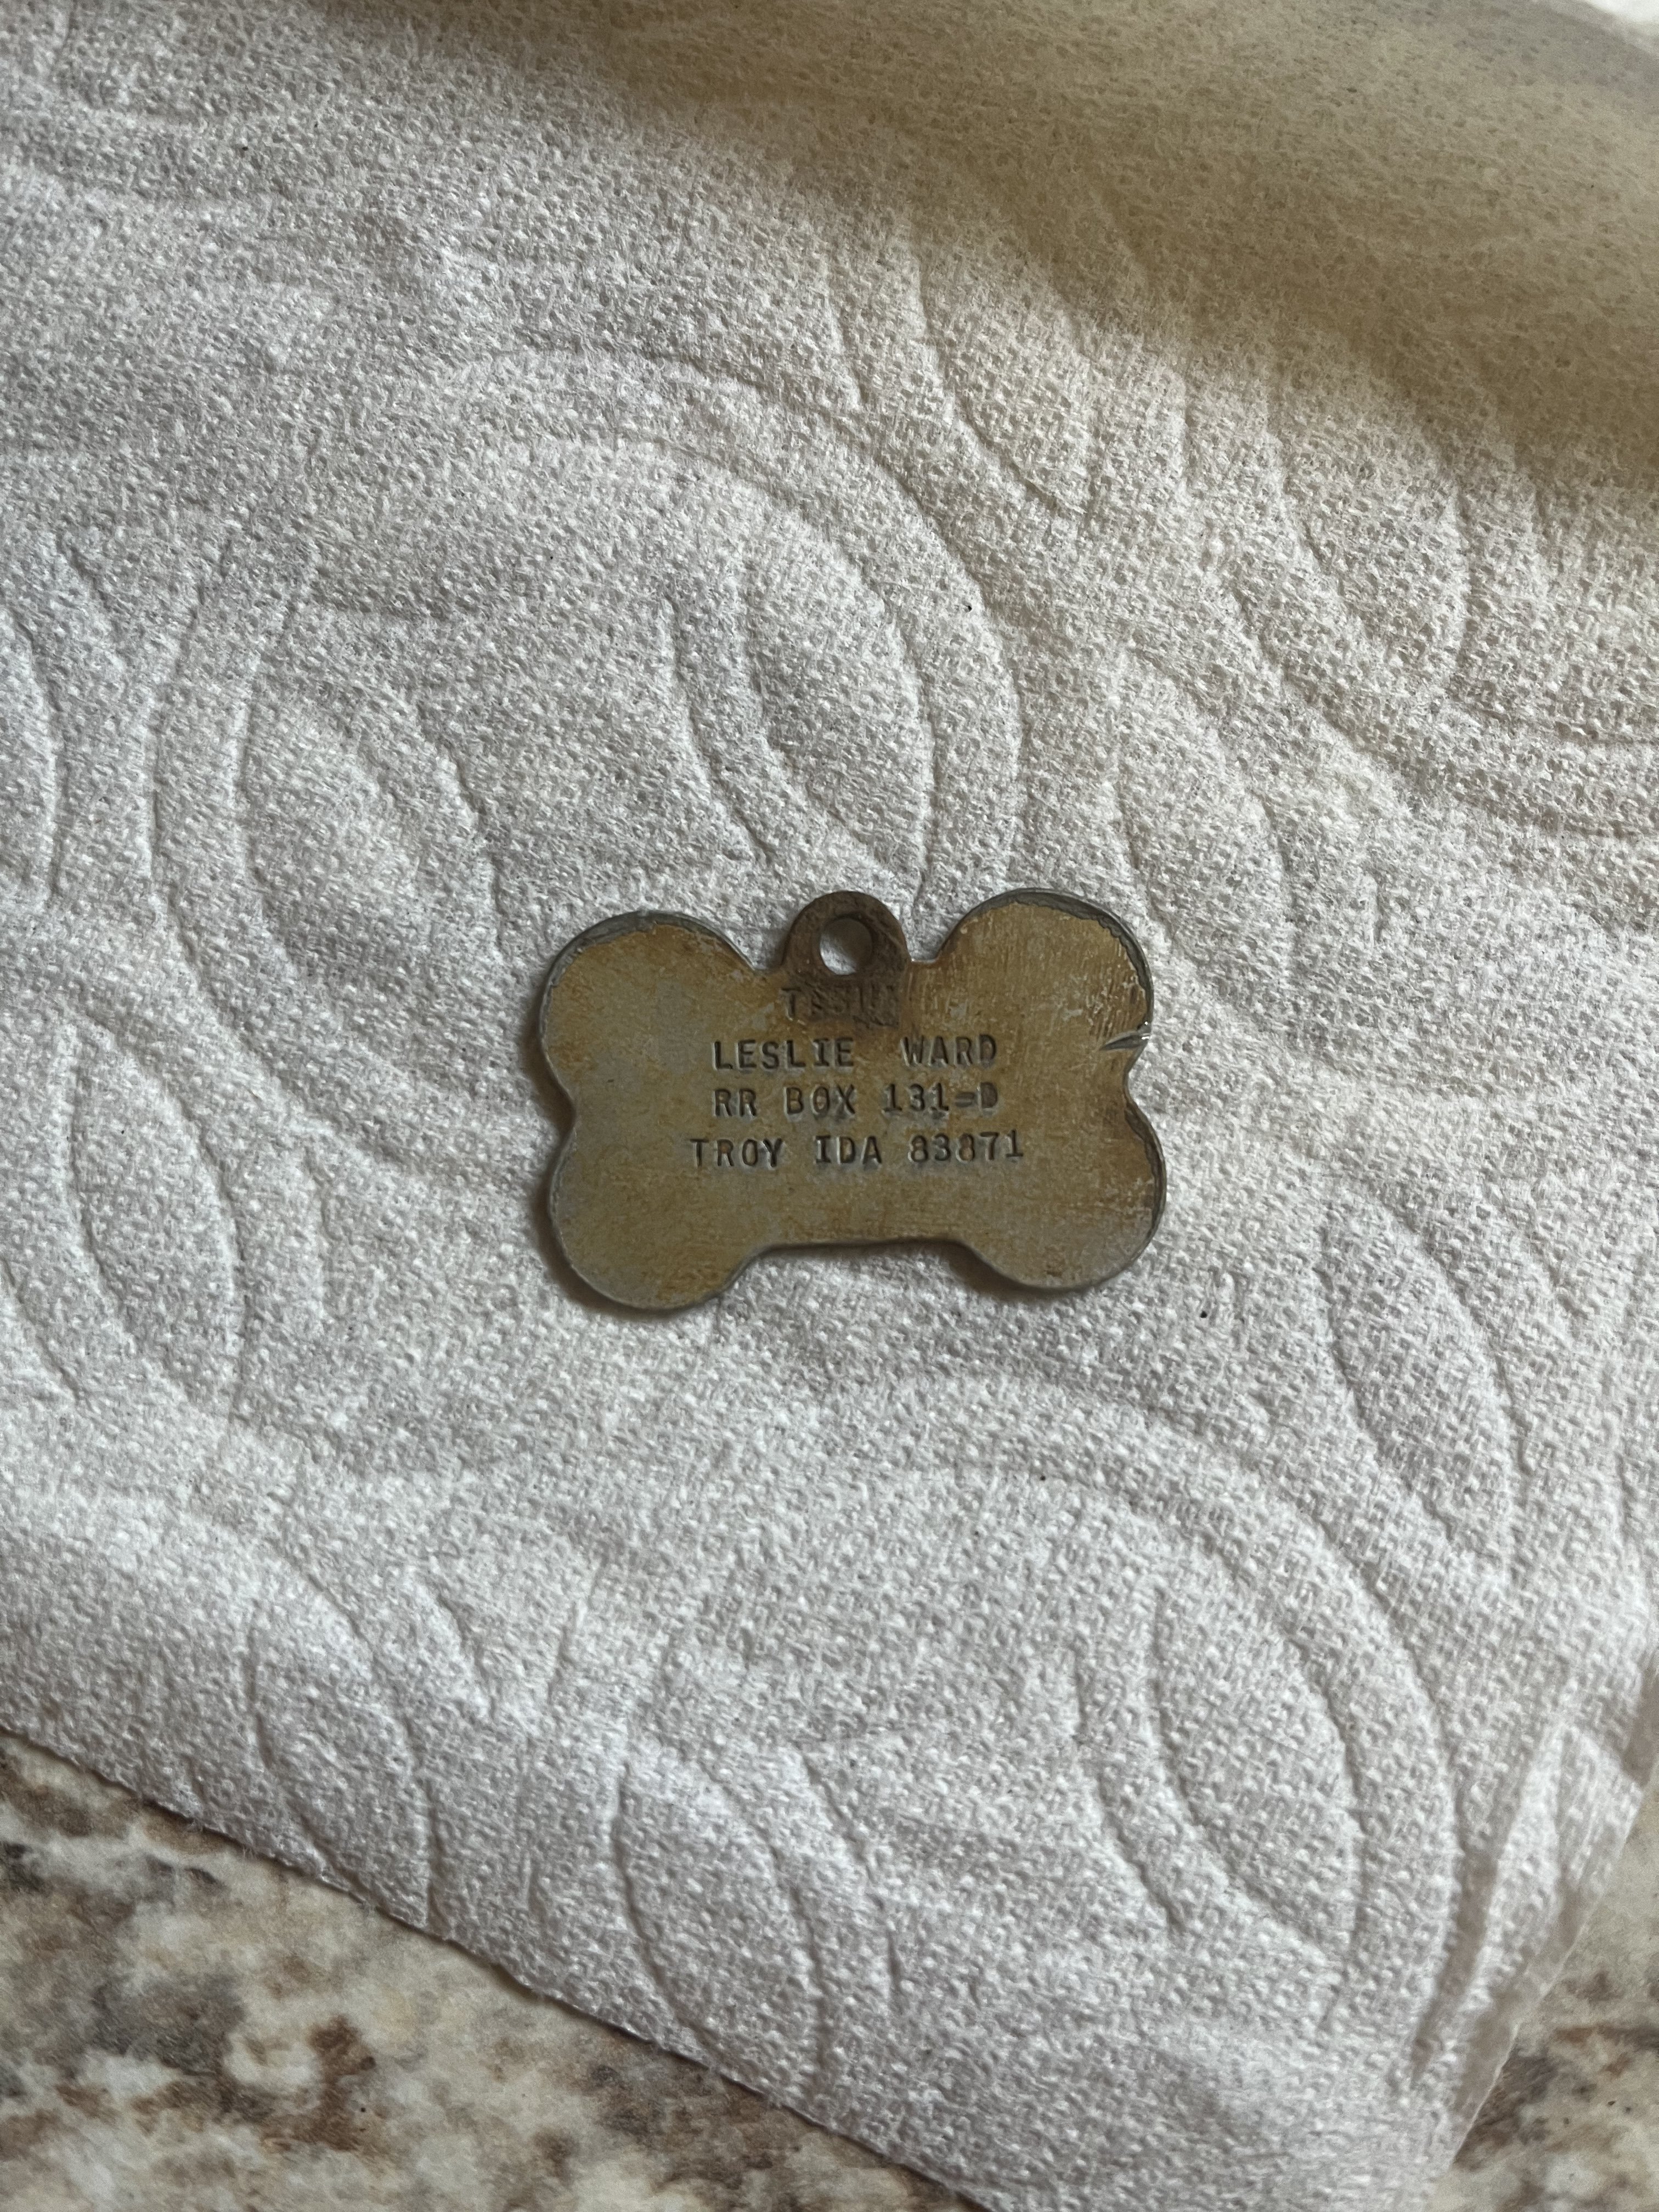 LESLIE WARD
RR BOX 131-D
TROY IDA 83871